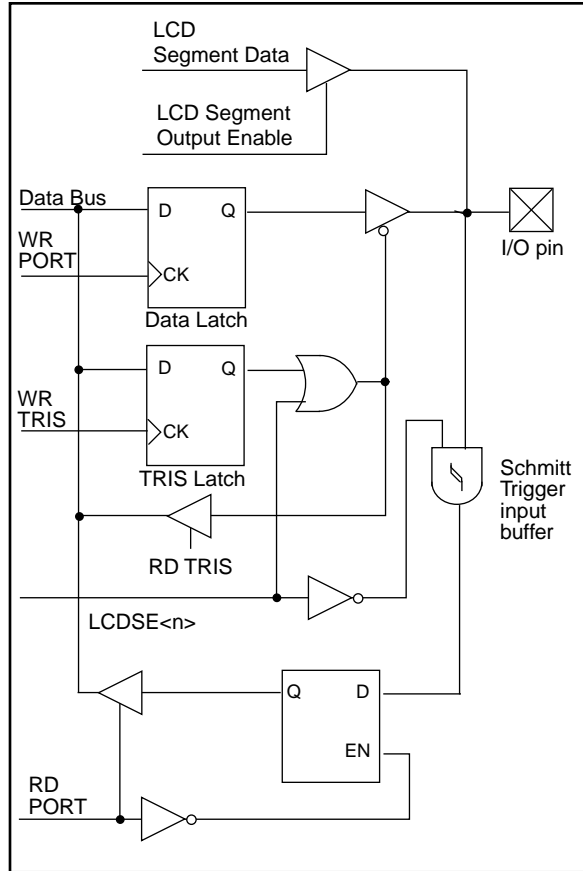 LCD
Segment Data
LCD Segment
Output Enable
Data Bus
D
Q
WR
PORT
CK
I/O pin
Data Latch
D
Q
WR
TRIS
CK
TRIS Latch
Schmitt
Trigger
input
buffer
RD TRIS
LCDSE<n>
Q
D
EN
RD
PORT